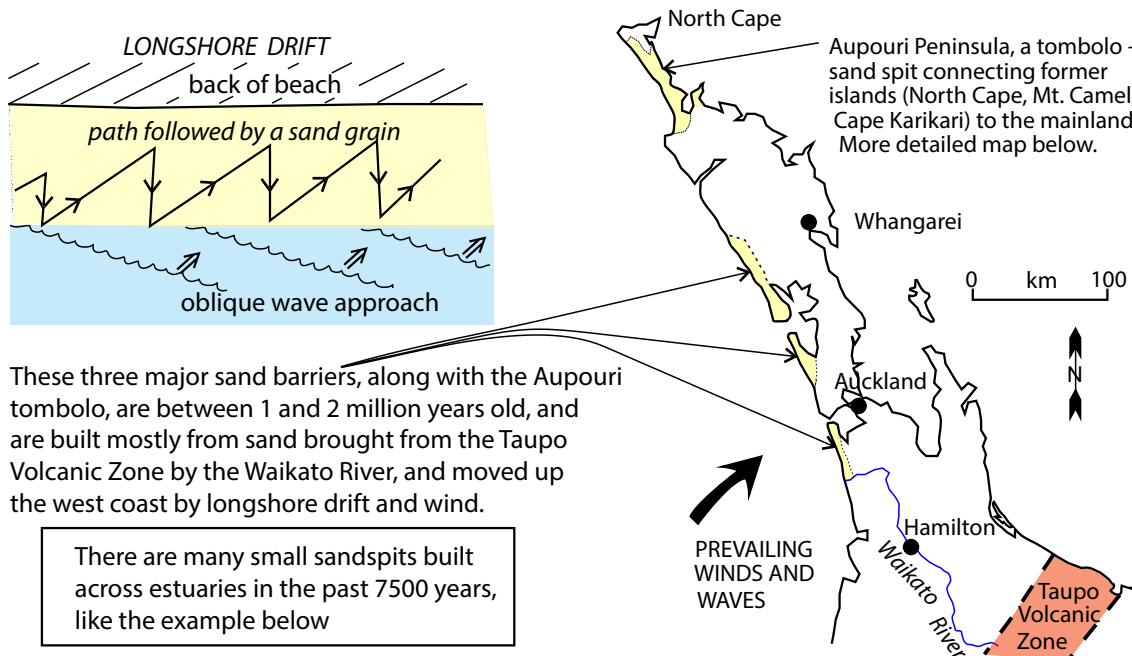 LONGSHORE DRIFT
back of beach
path followed by a sand grain
oblique wave approach
North Cape
Aupouri Peninsula, a tombolo -
sand spit connecting former
islands (North Cape, Mt. Camel,
Cape Karikari) to the mainland
More detailed map below.
Whangarei
0 km 100
N
These three major sand barriers, along with the Aupouri
tombolo, are between 1 and 2 million years old, and
are built mostly from sand brought from the Taupo
Volcanic Zone by the Waikato River, and moved up
the west coast by longshore drift and wind.
Auckland
There are many small sandspits built
across estuaries in the past 7500 years,
like the example below
PREVAILING
WINDS AND
WAVES
Hamilton
Waikato River
Taupo
Volcanic
Zone